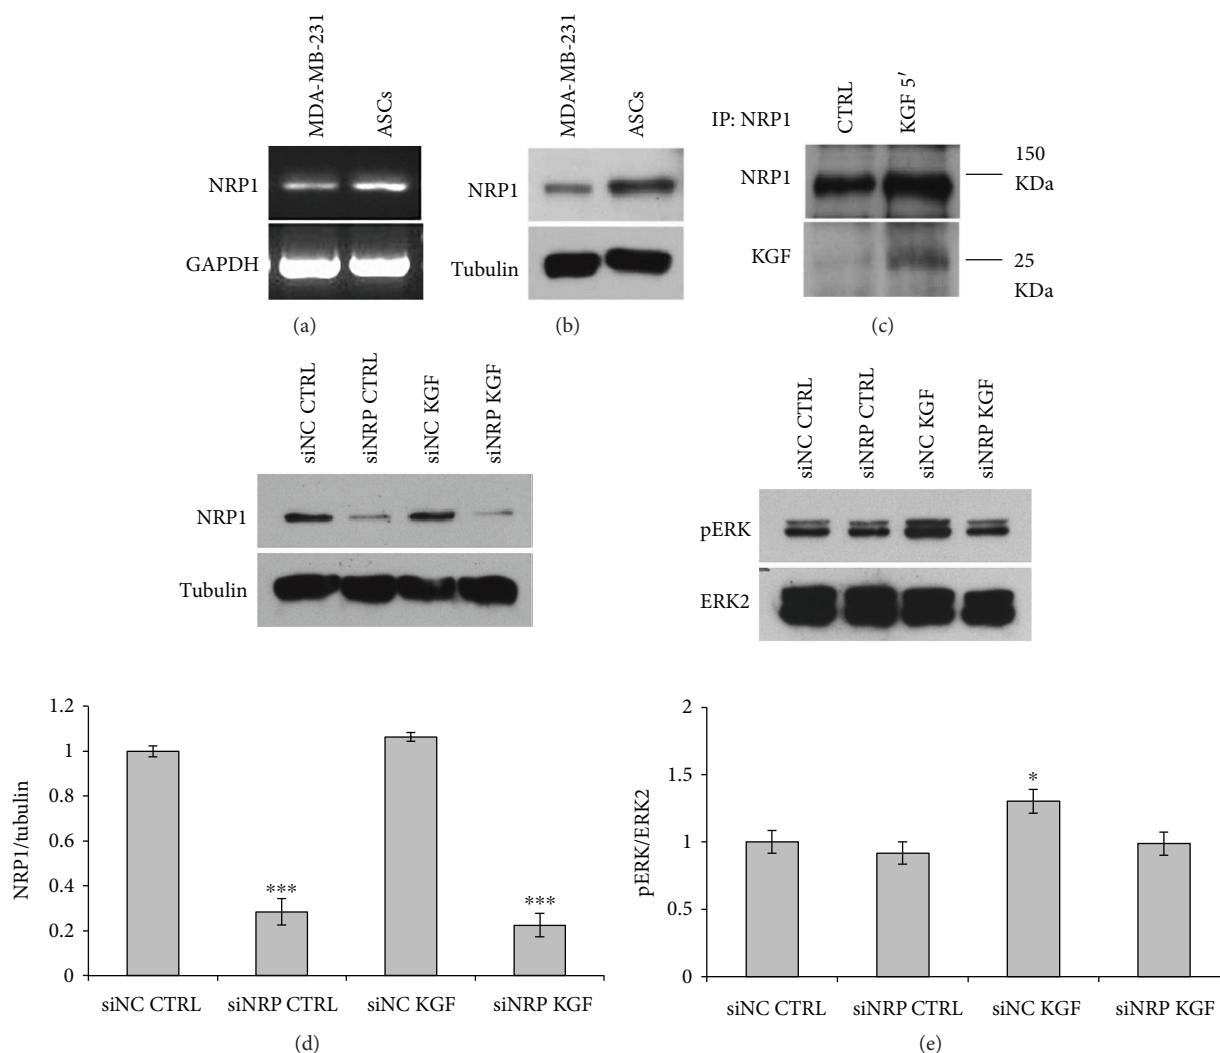 MDA-MB-231
ASCs
NRP1
GAPDH
(a)
MDA-MB-231
ASCs
NRP1
Tubulin
(b)
IP: NRP1
CTRL
KGF 5′
NRP1
150
KDa
KGF
25
KDa
(c)
siNC CTRL
siNRP CTRL
siNC KGF
siNRP KGF
NRP1
Tubulin
NRP1/tubulin
1.2
1
0.8
0.6
0.4
0.2
0
***
***
siNC CTRL
siNRP CTRL
siNC KGF
siNRP KGF
(d)
siNC CTRL
siNRP CTRL
siNC KGF
siNRP KGF
pERK
ERK2
pERK/ERK2
2
1.5
1
0.5
0
*
siNC CTRL
siNRP CTRL
siNC KGF
siNRP KGF
(e)